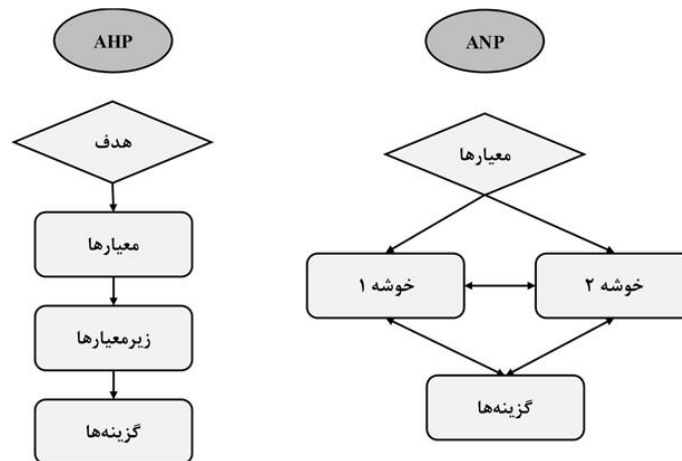 AHP
هدف
معیارها
زیرمعیارها
گزینه‌ها
ANP
معیارها
خوشه ۱
خوشه ۲
گزینه‌ها